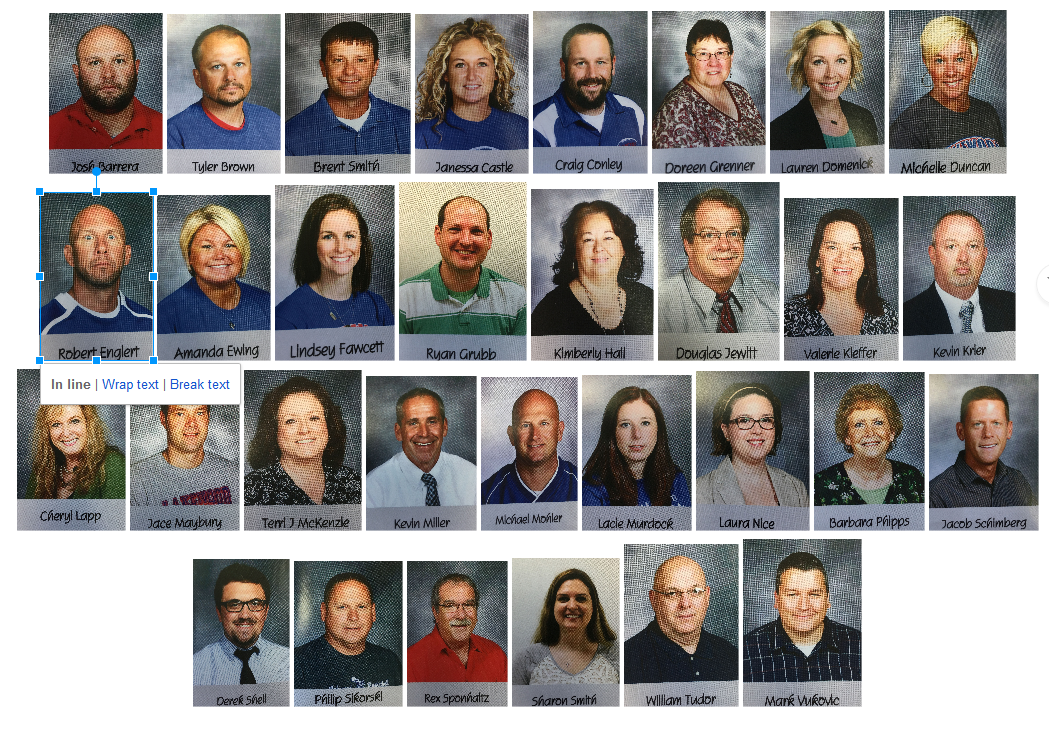 Josh Barrera
Tyler Brown
Brent Smith
Janessa Castle
Craig Conley
Doreen Grenner
Lauren Domenick
Michelle Duncan
Robert Englert
Amanda Ewing
Lindsey Fawcett
Ryan Grubb
Kimberly Hall
Douglas Jewitt
Valerie Kieffer
Kevin Krier
In line | Wrap text | Break text
Cheryl Lapp
Jace Maybury
Terri J McKenzie
Kevin Miller
Michael Mohler
Lacie Murdock
Laura Nice
Barbara Phipps
Jacob Schimberg
Derek Shell
Philip Sikorski
Rex Sponhaltz
Sharon Smith
William Tudor
Mark Vukovic